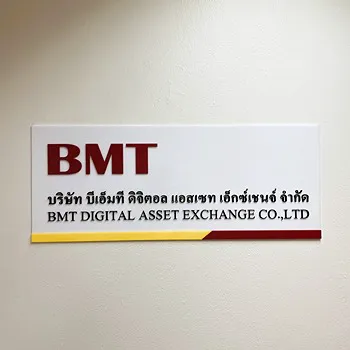 BMT
บริษัท บีเอ็มที ดิจิตอล แอสเซท เอ็กซ์เชนจ์ จำกัด
BMT DIGITAL ASSET EXCHANGE CO.,LTD